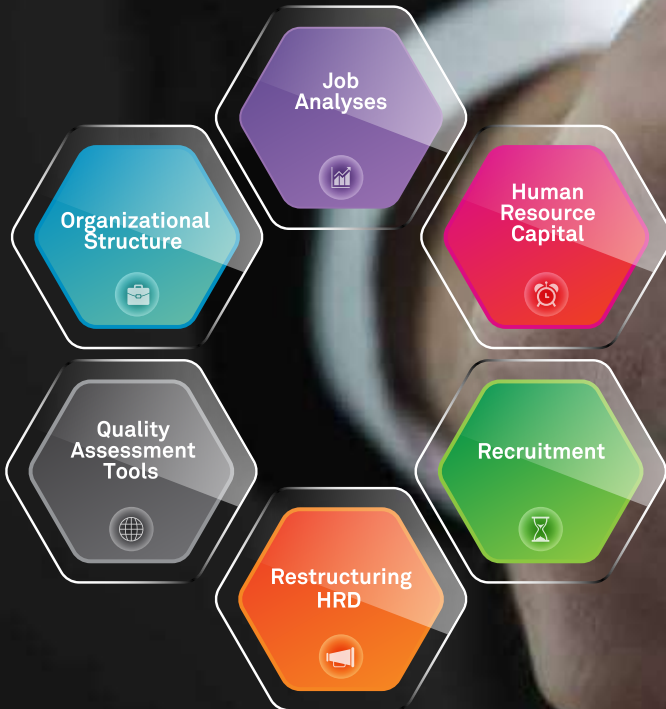 Job
Analyses
Organizational
Structure
Human
Resource
Capital
Quality
Assessment
Tools
Recruitment
Restructuring
HRD